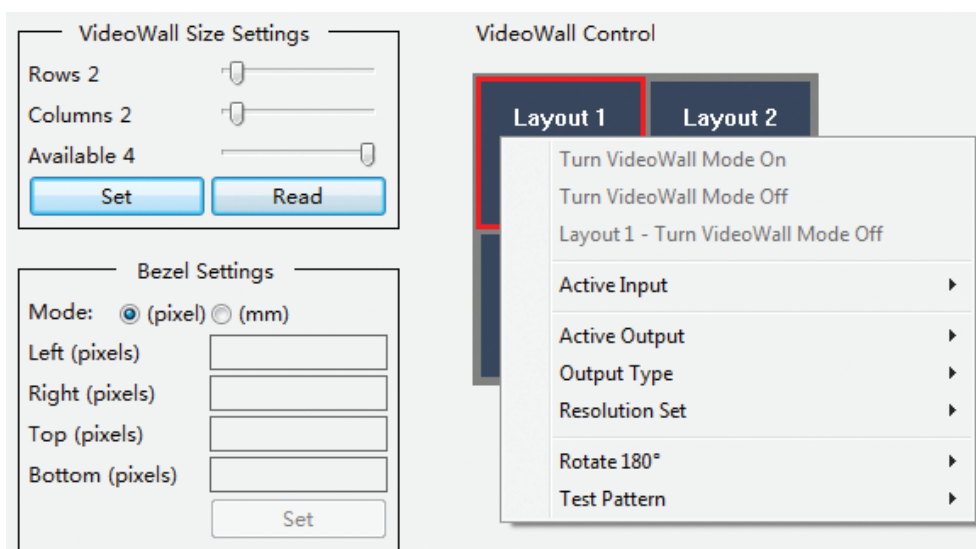 VideoWall Size Settings
Rows 2
Columns 2
Available 4
Set Read
Bezel Settings
Mode: (pixel) (mm)
Left (pixels)
Right (pixels)
Top (pixels)
Bottom (pixels)
Set
VideoWall Control
Layout 1 Layout 2
Turn VideoWall Mode On
Turn VideoWall Mode Off
Layout 1 - Turn VideoWall Mode Off
Active Input
Active Output
Output Type
Resolution Set
Rotate 180°
Test Pattern